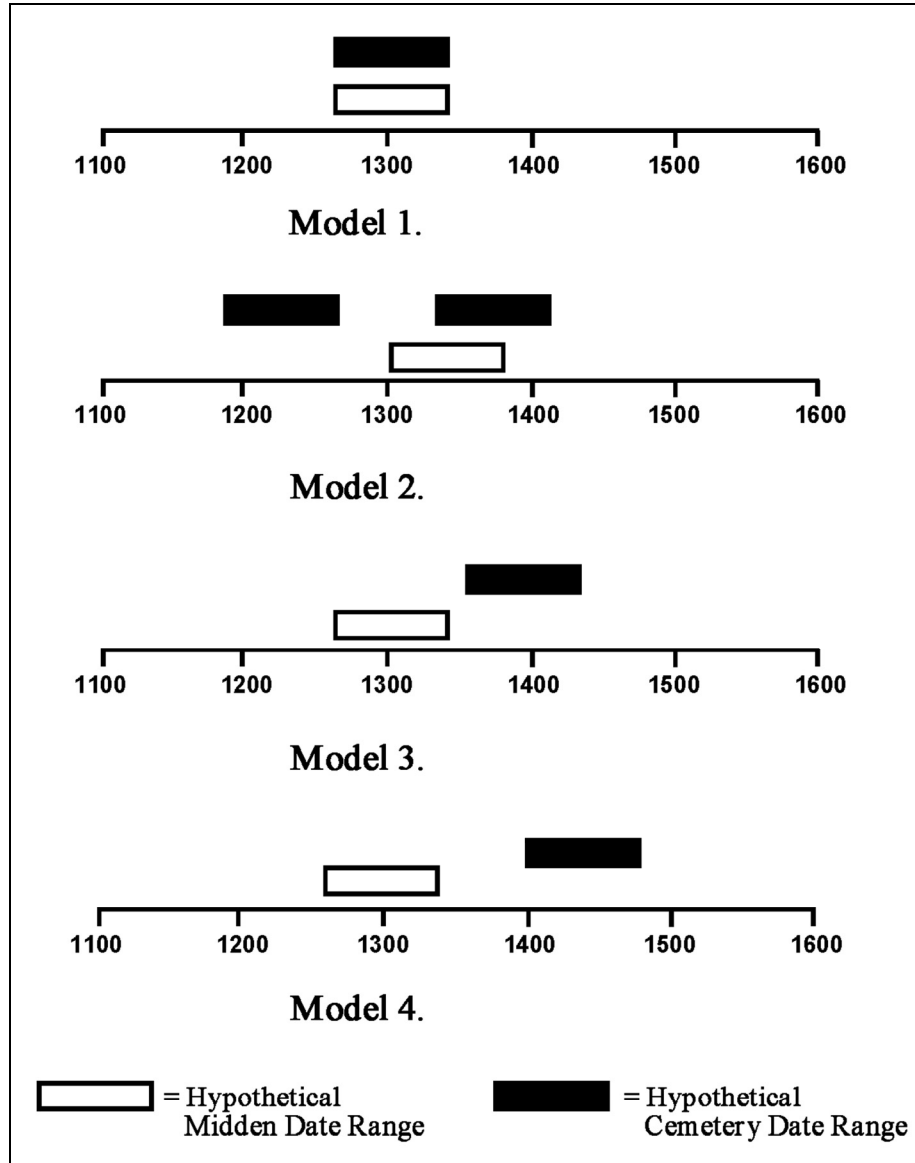 1100 1200 1300 1400 1500 1600
Model 1.
1100 1200 1300 1400 1500 1600
Model 2.
1100 1200 1300 1400 1500 1600
Model 3.
1100 1200 1300 1400 1500 1600
Model 4.
= Hypothetical
Midden Date Range
= Hypothetical
Cemetery Date Range